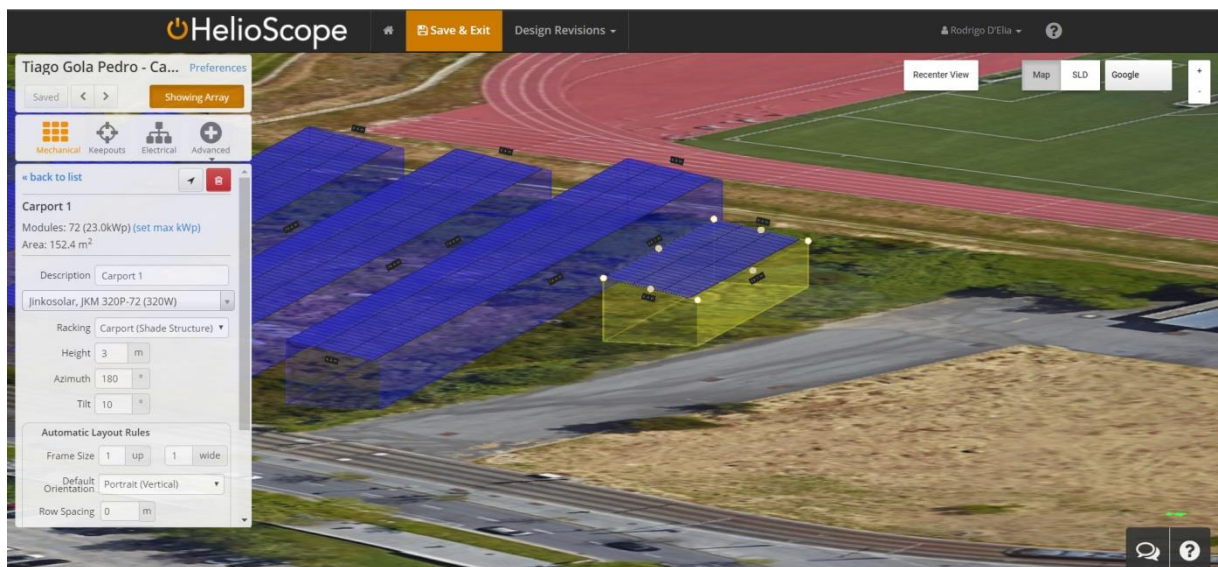 HelioScope
Save & Exit
Design Revisions
Rodrigo D'Elia
Tiago Gola Pedro - Ca...
Preferences
Saved < >
Showing Array
Mechanical
Keepouts
Electrical
Advanced
« back to list
Carport 1
Modules: 72 (23.0kWp) (set max kWp)
Area: 152.4 m²
Description Carport 1
Jinkosolar, JKM 320P-72 (320W)
Racking Carport (Shade Structure)
Height 3 m
Azimuth 180 °
Tilt 10 °
Automatic Layout Rules
Frame Size 1 up 1 wide
Default Orientation Portrait (Vertical)
Row Spacing 0 m
Recenter View
Map
SLD
Google
+
-